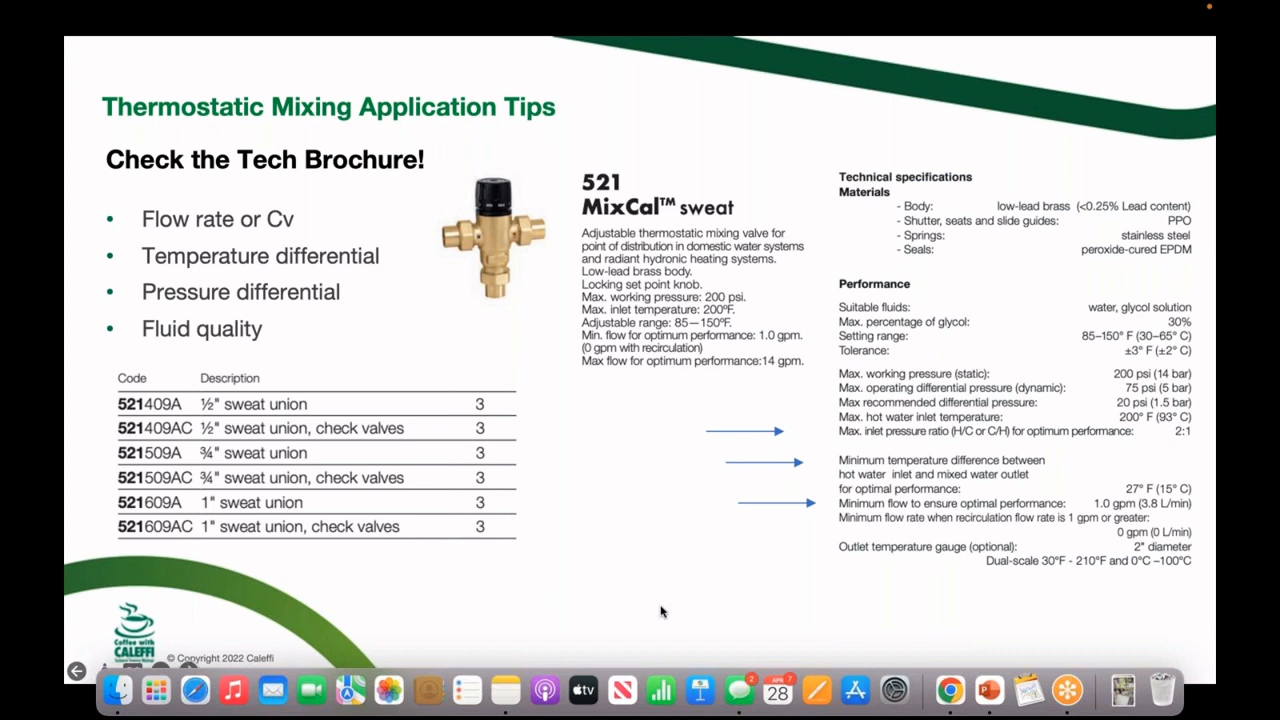 Thermostatic Mixing Application Tips
Check the Tech Brochure!
• Flow rate or Cv
• Temperature differential
• Pressure differential
• Fluid quality
Code Description
521409A ½" sweat union 3
521409AC ½" sweat union, check valves 3
521509A ¾" sweat union 3
521509AC ¾" sweat union, check valves 3
521609A 1" sweat union 3
521609AC 1" sweat union, check valves 3
521
MixCal™ sweat
Adjustable thermostatic mixing valve for
point of distribution in domestic water systems
and radiant hydronic heating systems.
Low-lead brass body.
Locking set point knob.
Max. working pressure: 200 psi.
Max. inlet temperature: 200ºF.
Adjustable range: 85—150ºF.
Min. flow for optimum performance: 1.0 gpm.
(0 gpm with recirculation)
Max flow for optimum performance:14 gpm.
Technical specifications
Materials
- Body: low-lead brass (<0.25% Lead content)
- Shutter, seats and slide guides: PPO
- Springs: stainless steel
- Seals: peroxide-cured EPDM
Performance
Suitable fluids: water, glycol solution
Max. percentage of glycol: 30%
Setting range: 85–150° F (30–65° C)
Tolerance: ±3° F (±2° C)
Max. working pressure (static): 200 psi (14 bar)
Max. operating differential pressure (dynamic): 75 psi (5 bar)
Max recommended differential pressure: 20 psi (1.5 bar)
Max. hot water inlet temperature: 200° F (93° C)
Max. inlet pressure ratio (H/C or C/H) for optimum performance: 2:1
Minimum temperature difference between
hot water inlet and mixed water outlet
for optimal performance: 27° F (15° C)
Minimum flow to ensure optimal performance: 1.0 gpm (3.8 L/min)
Minimum flow rate when recirculation flow rate is 1 gpm or greater:
0 gpm (0 L/min)
Outlet temperature gauge (optional): 2" diameter
Dual-scale 30°F - 210°F and 0°C –100°C
Coffee with
CALEFFI
© Copyright 2022 Caleffi
tv
2
APR 7
28